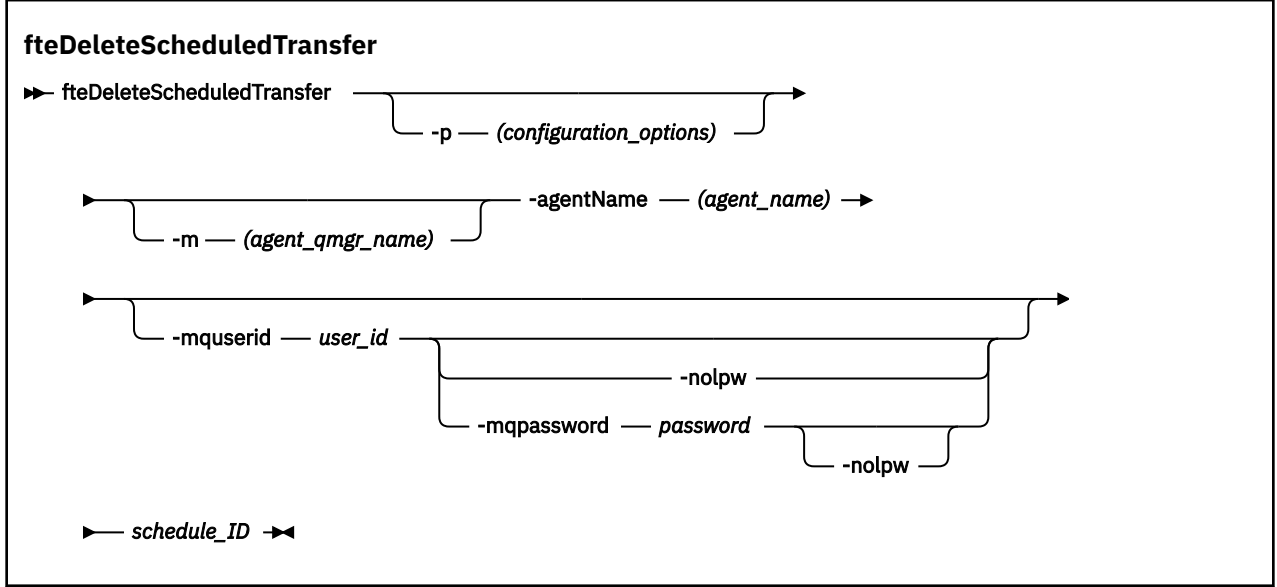 fteDeleteScheduledTransfer
fteDeleteScheduledTransfer
-p (configuration_options)
-agentName (agent_name)
-m (agent_qmgr_name)
-mquserid user_id
-nolpw
-mqpassword password
-nolpw
schedule_ID